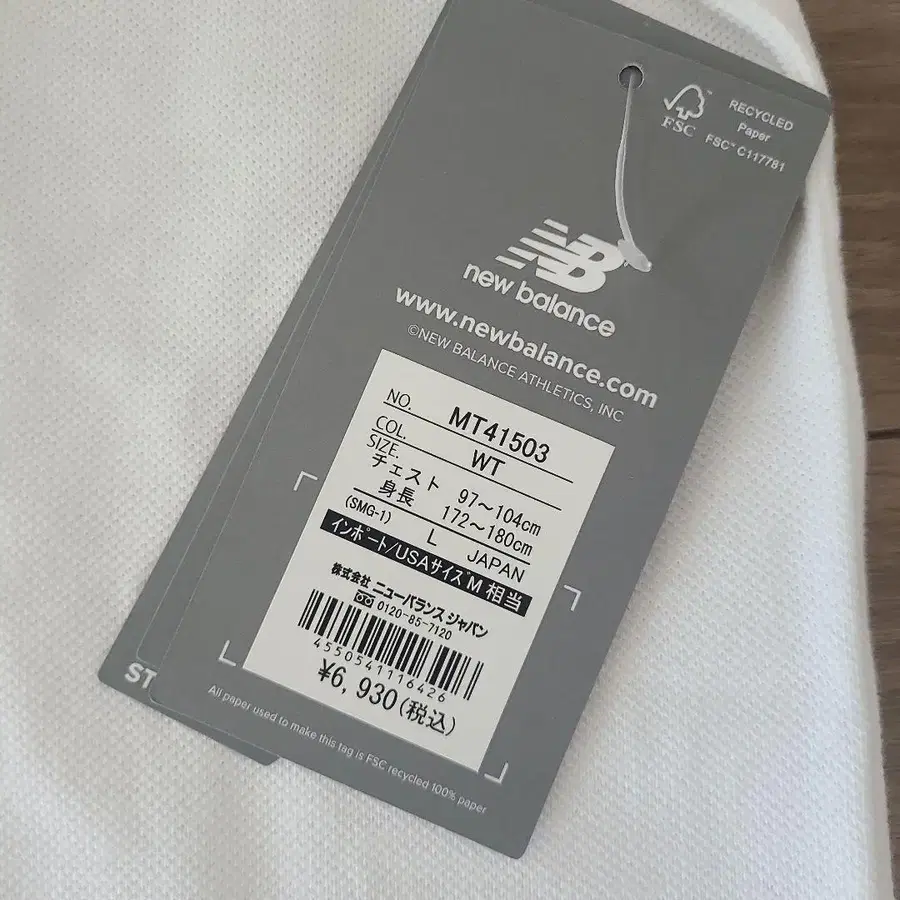 FSC
RECYCLED
Paper
FSC™ C117781
NB
new balance
www.newbalance.com
©NEW BALANCE ATHLETICS, INC
NO. MT41503
COL. WT
SIZE.
チェスト 97～104cm
身長 172～180cm
(SMG-1) L JAPAN
インポート/USAサイズM 相当
株式会社 ニューバランス ジャパン
0120-85-7120
4550541116426
¥6,930(税込)
ST
All paper used to make this tag is FSC recycled 100% paper